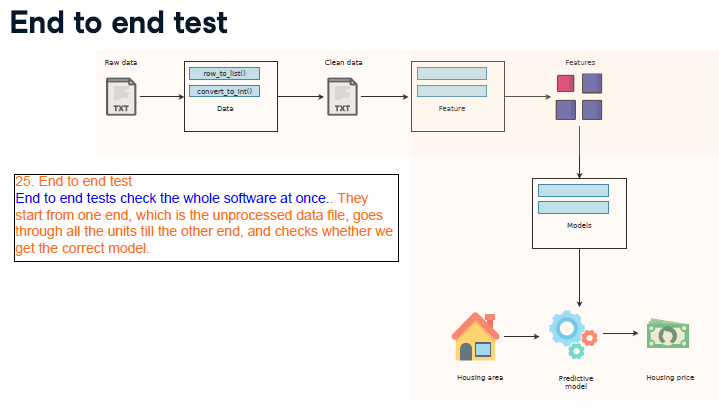 End to end test
Raw data
Clean data
Features
row_to_list()
convert_to_int()
TXT
TXT
Data
Feature
25. End to end test
End to end tests check the whole software at once.. They
start from one end, which is the unprocessed data file, goes
through all the units till the other end, and checks whether we
get the correct model.
Models
Housing area
Predictive
model
Housing price